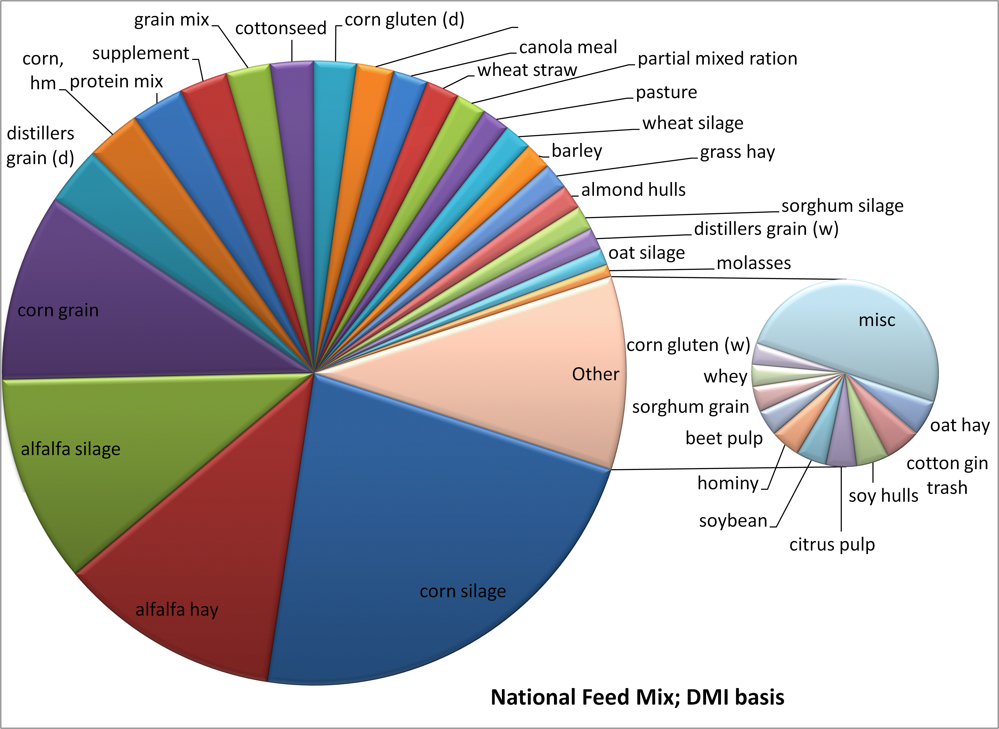 grain mix
cottonseed
corn gluten (d)
canola meal
supplement
corn,
hm
protein mix
wheat straw
partial mixed ration
pasture
wheat silage
distillers
grain (d)
barley
grass hay
almond hulls
sorghum silage
distillers grain (w)
oat silage
molasses
corn grain
misc
corn gluten (w)
Other
whey
sorghum grain
oat hay
beet pulp
alfalfa silage
cotton gin
trash
hominy
soy hulls
soybean
citrus pulp
corn silage
alfalfa hay
National Feed Mix; DMI basis